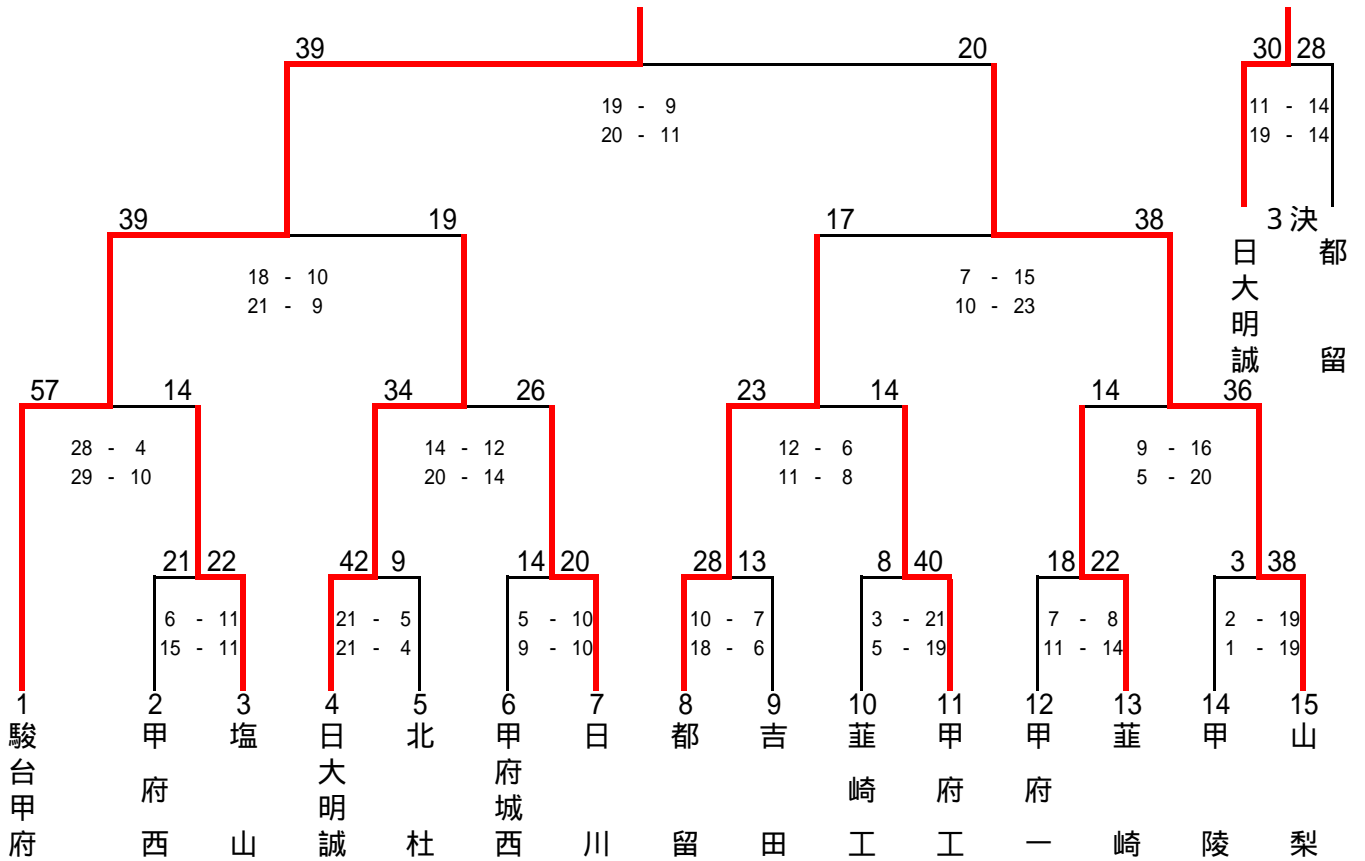 39 20 30 28
19 - 9 11 - 14
20 - 11 19 - 14
39 19 17 38 3決
18 - 10 7 - 15
21 - 9 10 - 23
日大明誠 都留
57 14 34 26 23 14 14 36
28 - 4 14 - 12 12 - 6 9 - 16
29 - 10 20 - 14 11 - 8 5 - 20
21 22 42 9 14 20 28 13 8 40 18 22 3 38
6 - 11 21 - 5 5 - 10 10 - 7 3 - 21 7 - 8 2 - 19
15 - 11 21 - 4 9 - 10 18 - 6 5 - 19 11 - 14 1 - 19
1 2 3 4 5 6 7 8 9 10 11 12 13 14 15
駿台甲府
甲府西
塩山
日大明誠
北杜
甲府城西
日川
都留
吉田
韮崎工
甲府工
甲府一
韮崎
甲陵
山梨